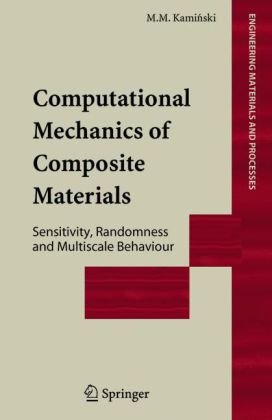 M.M. Kamiński
ENGINEERING MATERIALS AND PROCESSES
Computational
Mechanics of
Composite
Materials
Sensitivity, Randomness
and Multiscale Behaviour
Springer